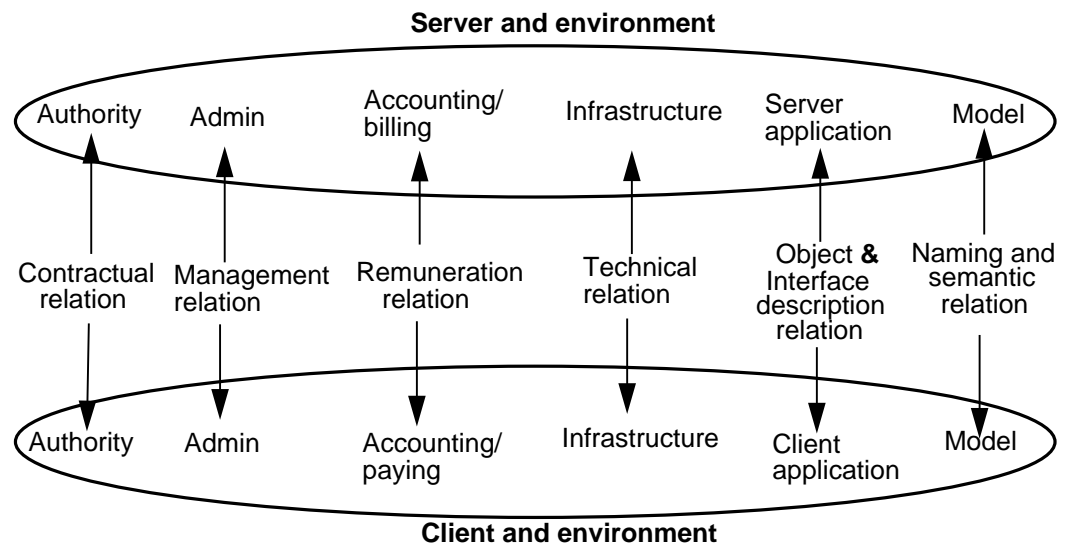 Server and environment
Authority
Admin
Accounting/
billing
Infrastructure
Server
application
Model
Contractual
relation
Management
relation
Remuneration
relation
Technical
relation
Object &
Interface
description
relation
Naming and
semantic
relation
Authority
Admin
Accounting/
paying
Infrastructure
Client
application
Model
Client and environment